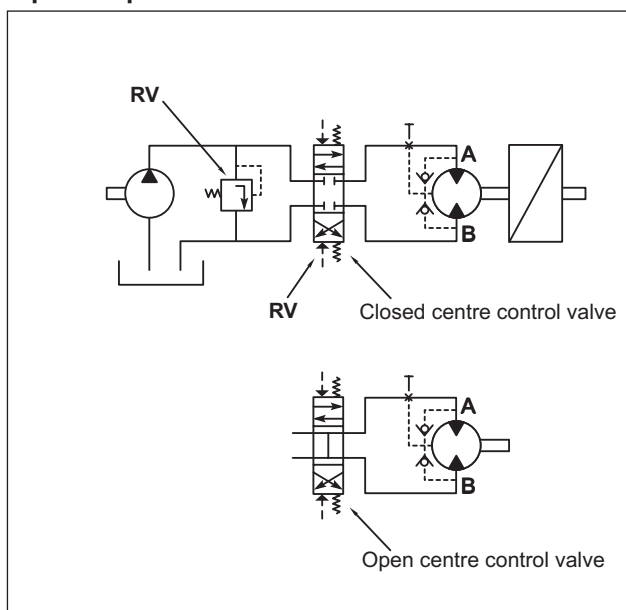 RV
A
B
RV
Closed centre control valve
A
B
Open centre control valve